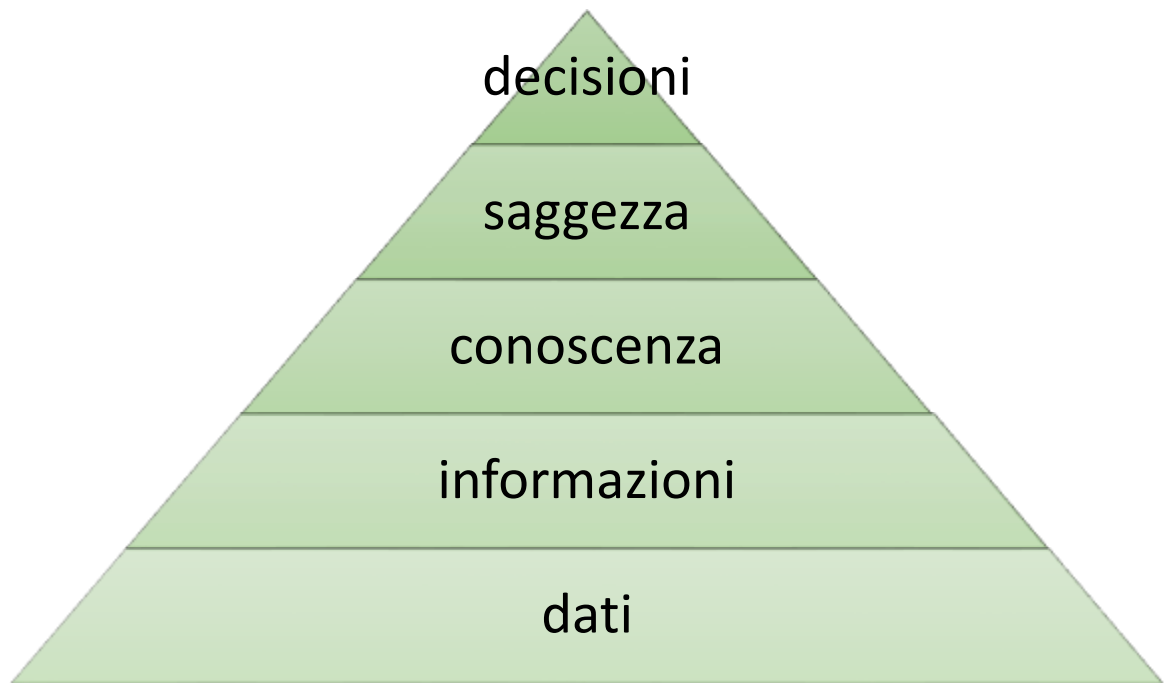 decisioni
saggezza
conoscenza
informazioni
dati